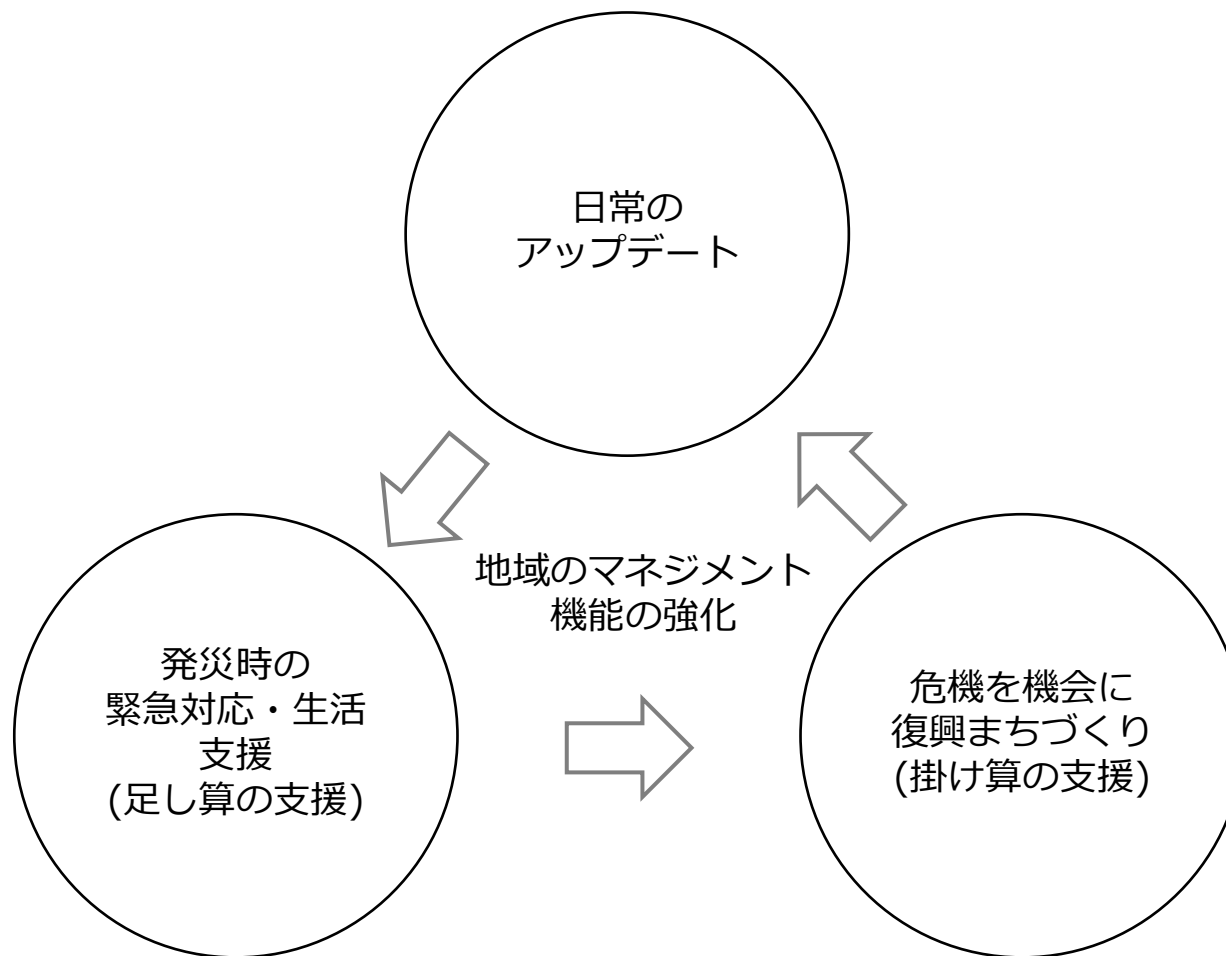 日常の
アップデート
地域のマネジメント
機能の強化
発災時の
緊急対応・生活
支援
(足し算の支援)
危機を機会に
復興まちづくり
(掛け算の支援)